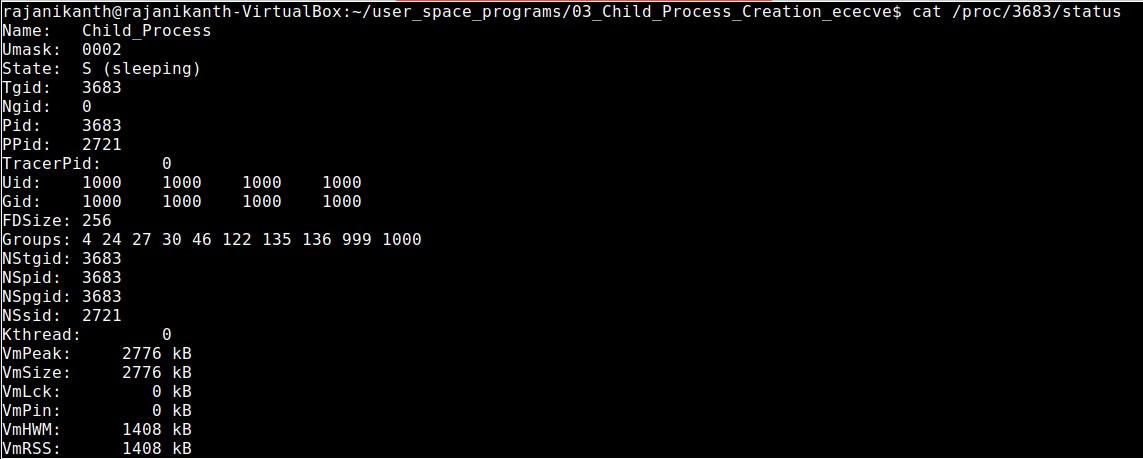 rajanikanth@rajanikanth-VirtualBox:~/user_space_programs/03_Child_Process_Creation_ececve$ cat /proc/3683/status
Name:   Child_Process
Umask:  0002
State:  S (sleeping)
Tgid:   3683
Ngid:   0
Pid:    3683
PPid:   2721
TracerPid:      0
Uid:    1000    1000    1000    1000
Gid:    1000    1000    1000    1000
FDSize: 256
Groups: 4 24 27 30 46 122 135 136 999 1000
NStgid: 3683
NSpid:  3683
NSpgid: 3683
NSsid:  2721
Kthread:        0
VmPeak:     2776 kB
VmSize:     2776 kB
VmLck:         0 kB
VmPin:         0 kB
VmHWM:      1408 kB
VmRSS:      1408 kB